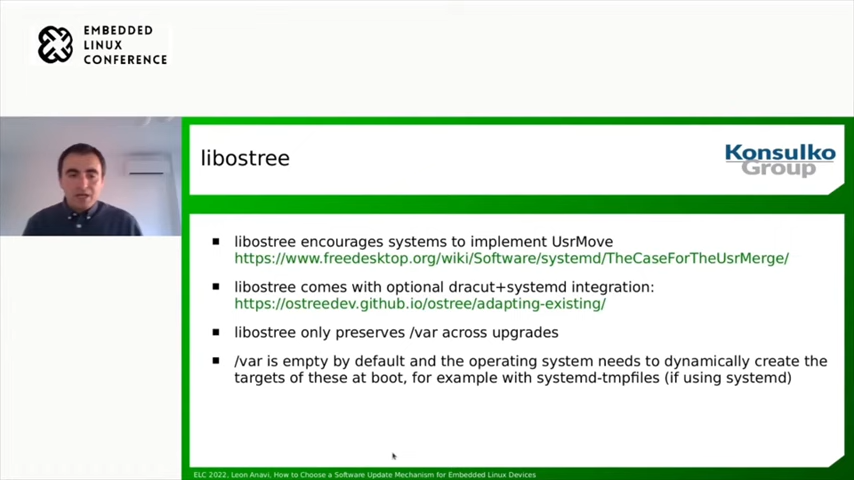 EMBEDDED
LINUX
CONFERENCE
libostree
Konsulko
Group
libostree encourages systems to implement UsrMove
https://www.freedesktop.org/wiki/Software/systemd/TheCaseForTheUsrMerge/
libostree comes with optional dracut+systemd integration:
https://ostreedev.github.io/ostree/adapting-existing/
libostree only preserves /var across upgrades
/var is empty by default and the operating system needs to dynamically create the
targets of these at boot, for example with systemd-tmpfiles (if using systemd)
ELC 2022, Leon Anavi, How to Choose a Software Update Mechanism for Embedded Linux Devices